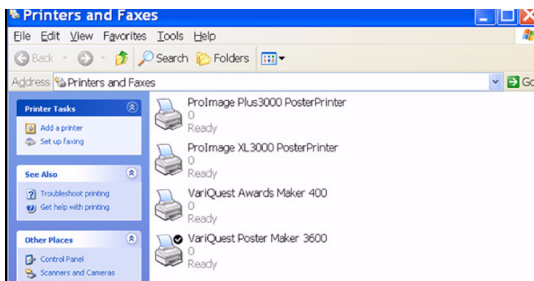 Printers and Faxes
File Edit View Favorites Tools Help
Back Search Folders
Address Printers and Faxes Go
Printer Tasks
Add a printer
Set up faxing
See Also
Troubleshoot printing
Get help with printing
Other Places
Control Panel
Scanners and Cameras
ProImage Plus3000 PosterPrinter
0
Ready
ProImage XL3000 PosterPrinter
0
Ready
VariQuest Awards Maker 400
0
Ready
VariQuest Poster Maker 3600
0
Ready